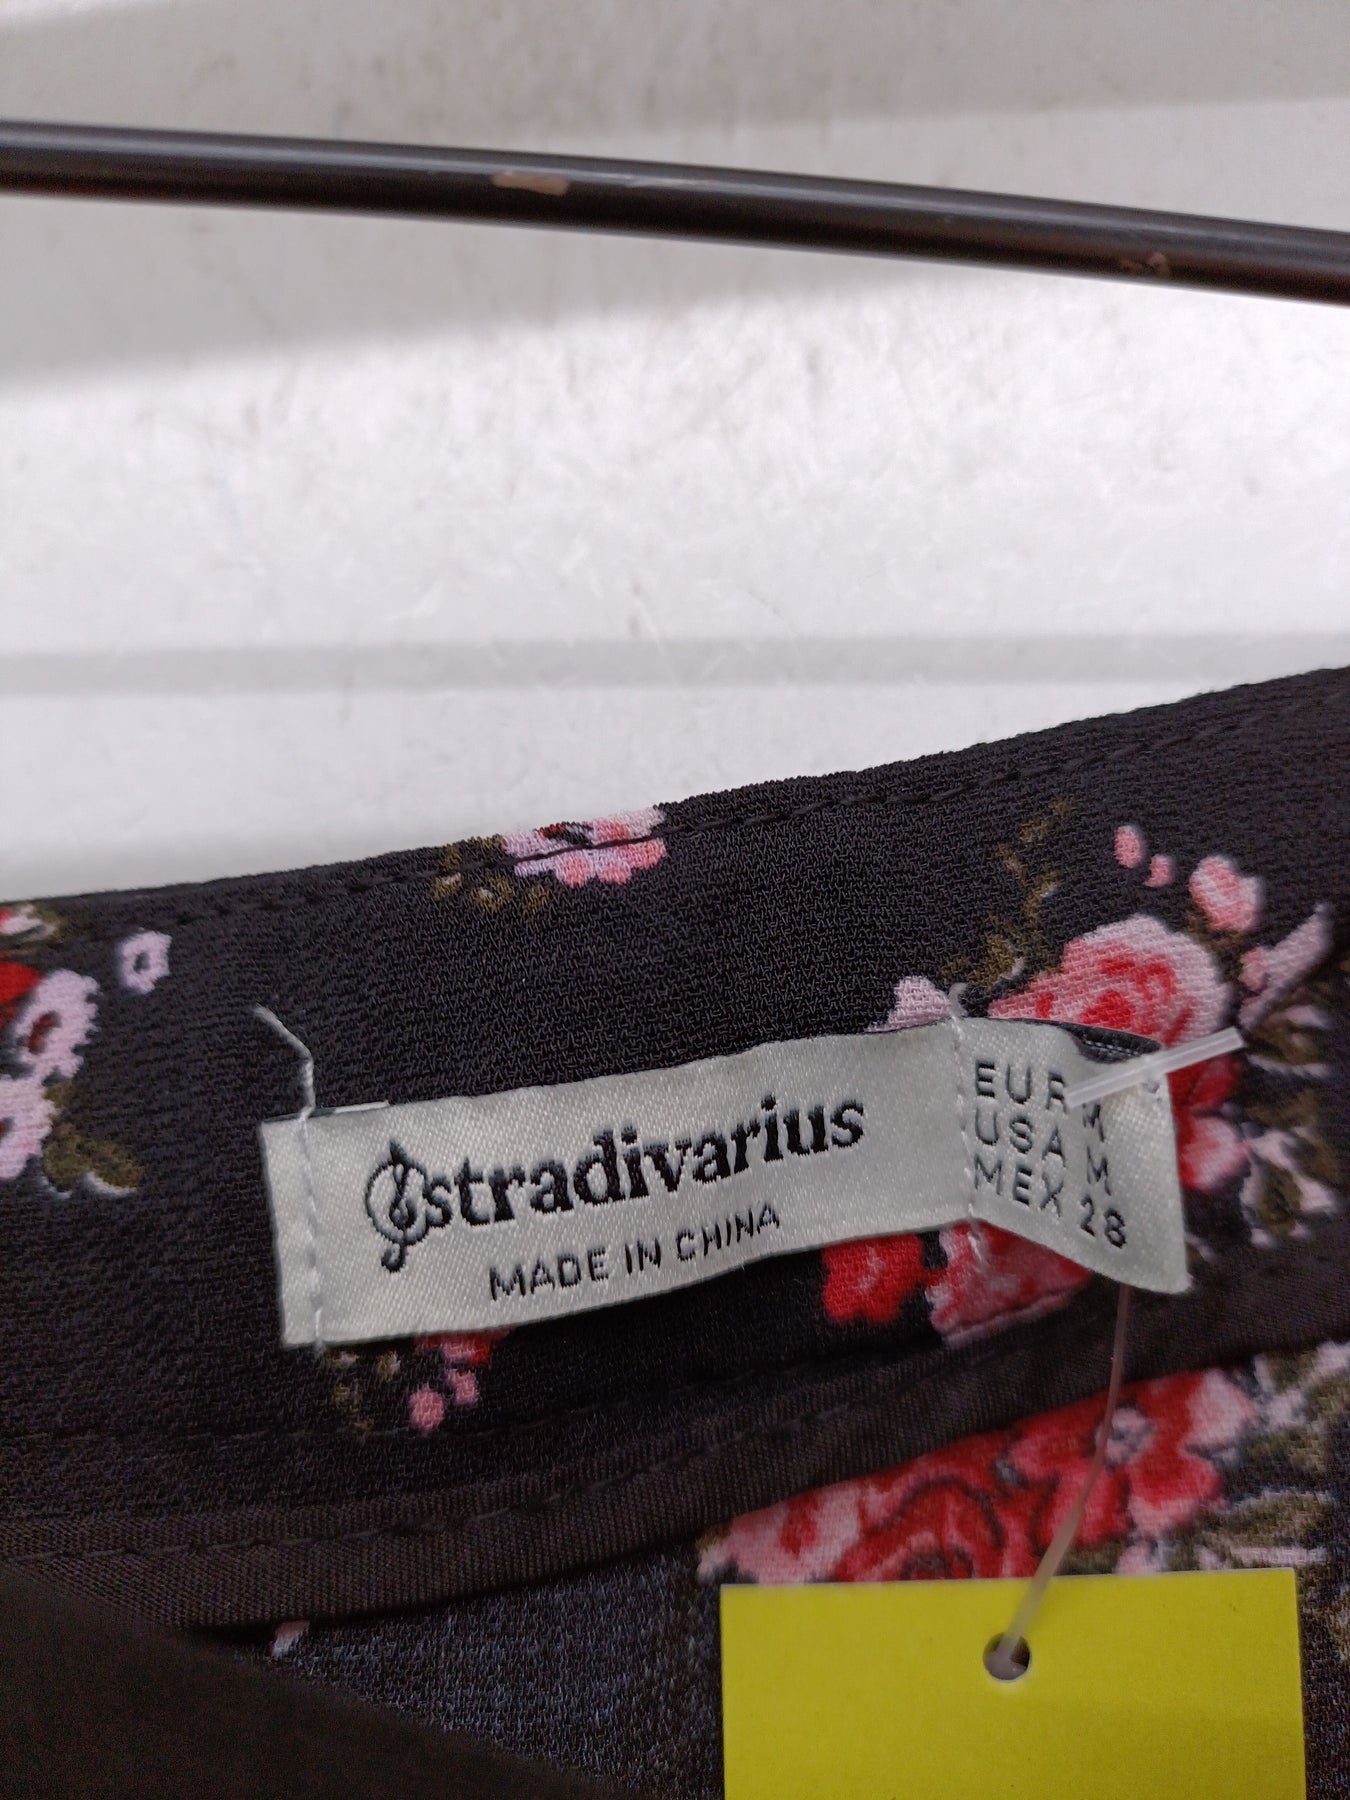 stradivarius
MADE IN CHINA
EUR M
USA M
MEX 28